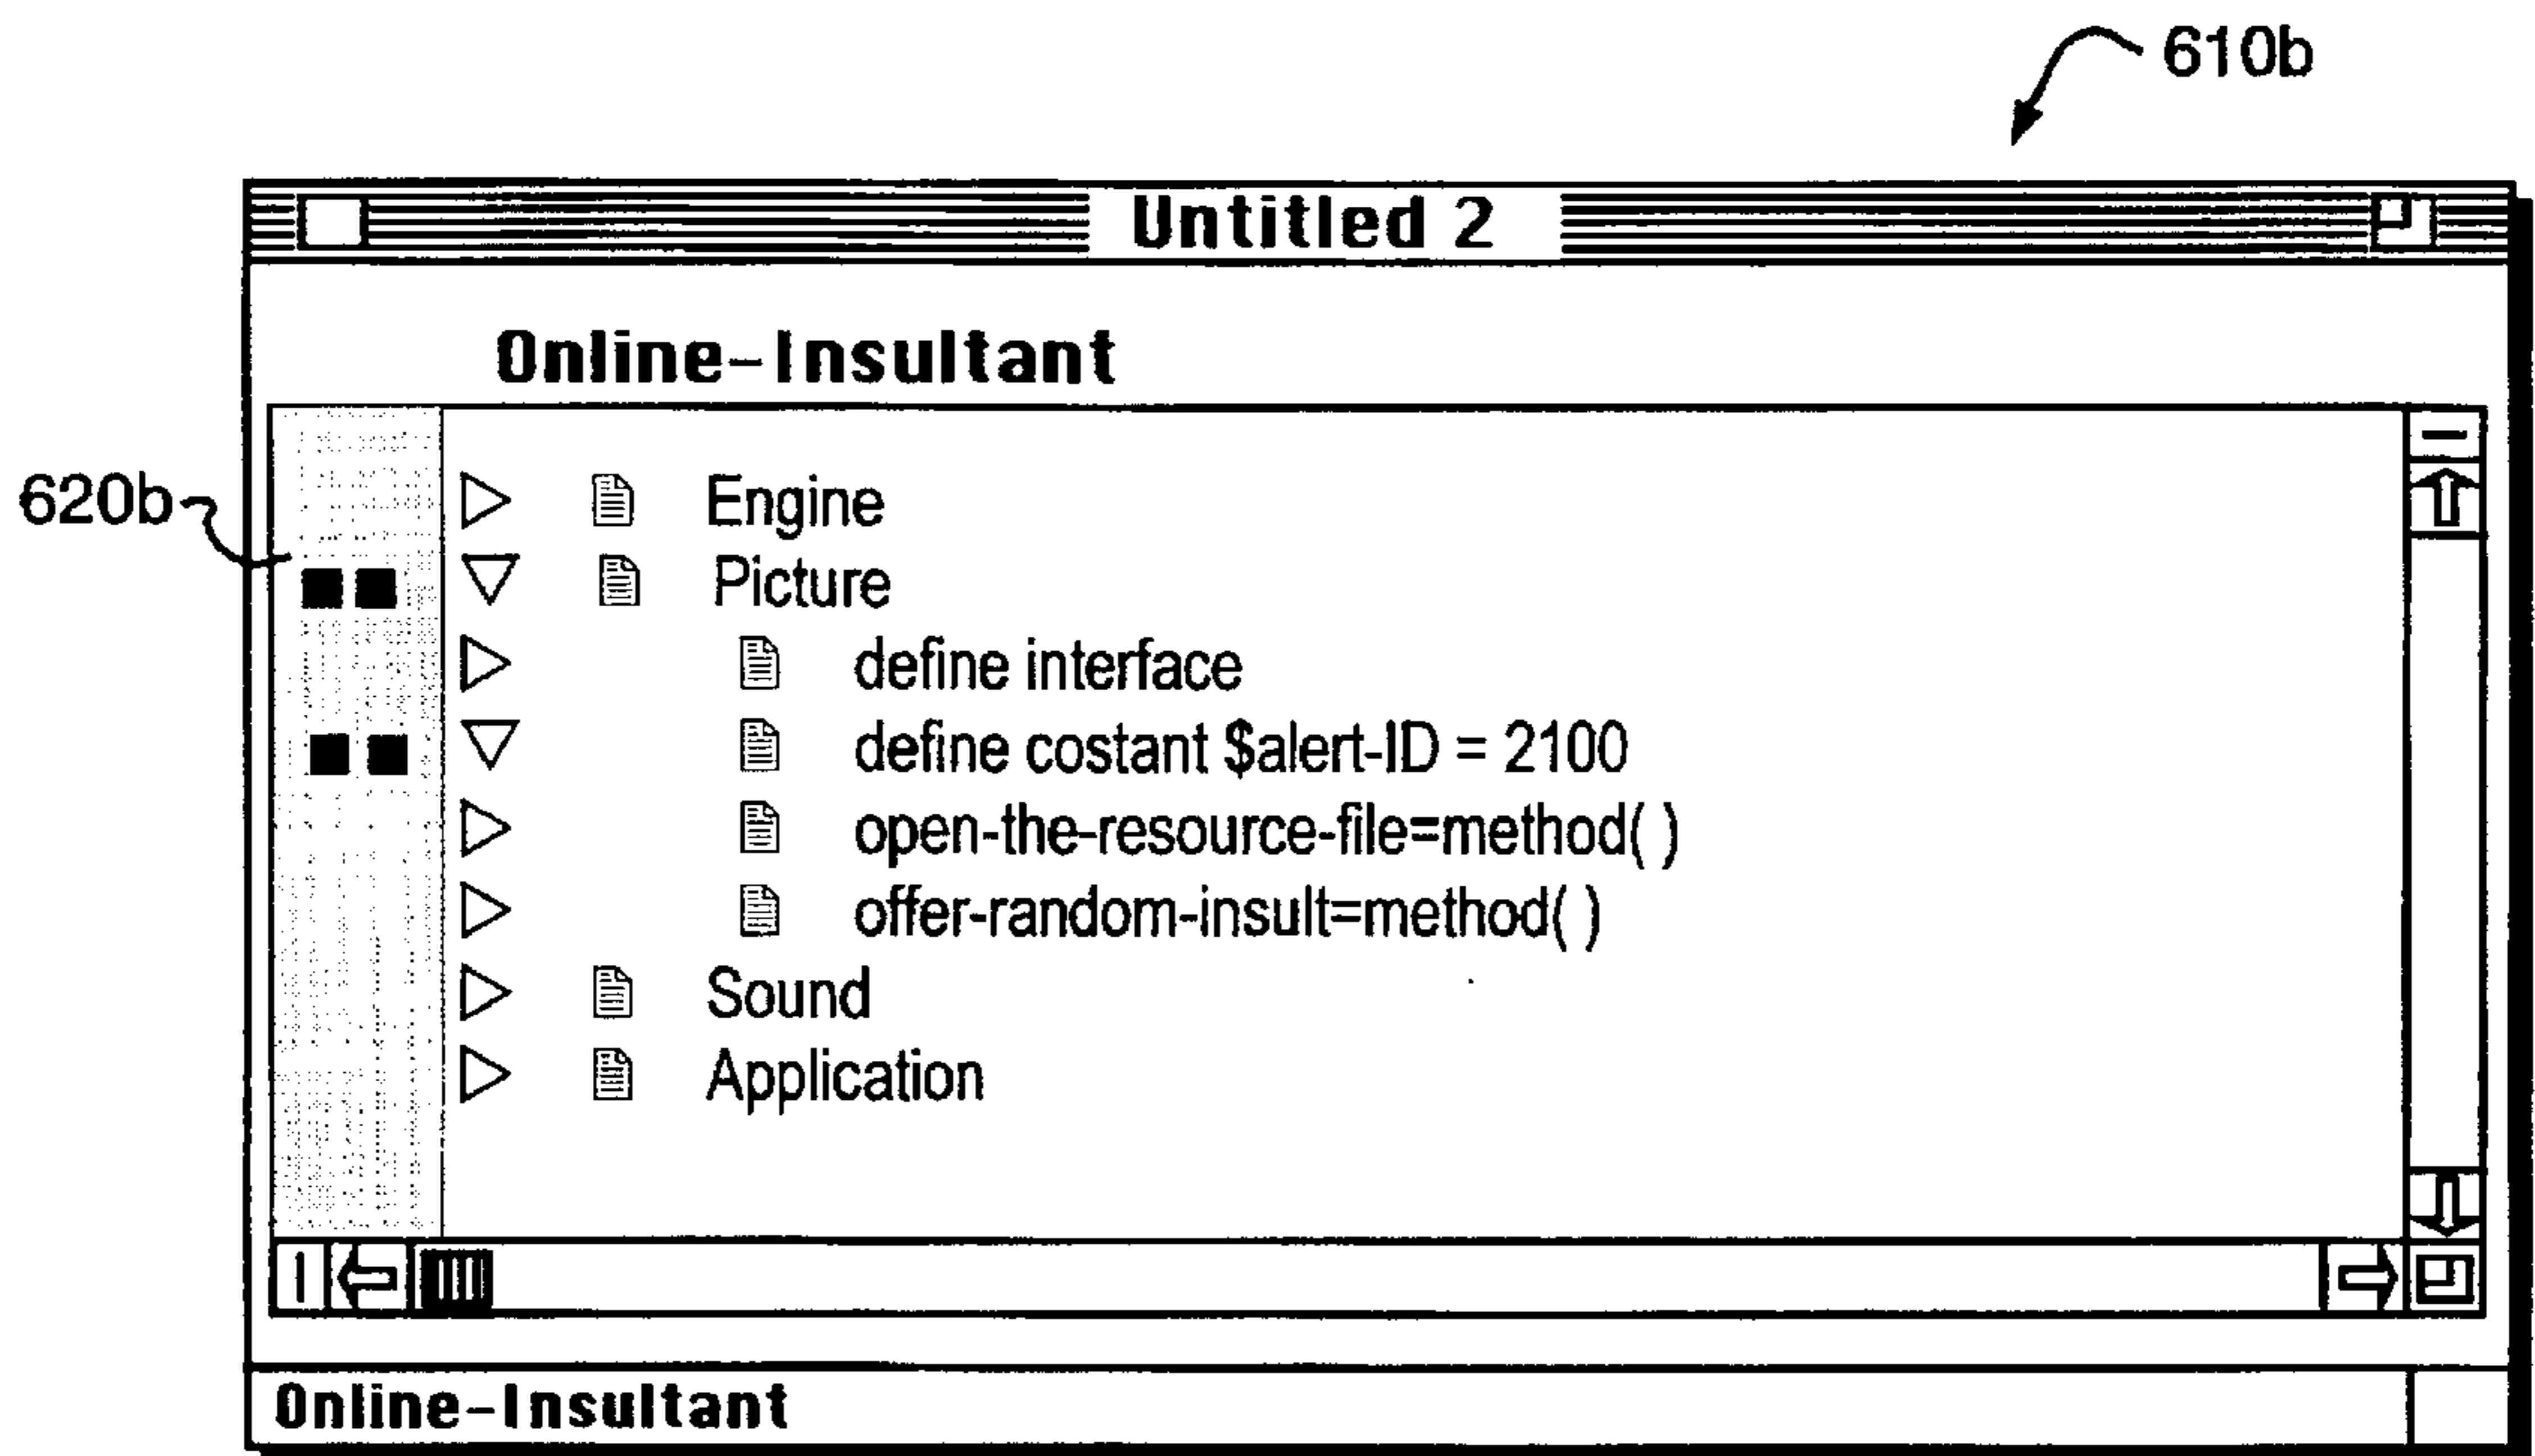 610b
Untitled 2
Online-Insultant
620b
Engine
Picture
define interface
define costant $alert-ID = 2100
open-the-resource-file=method( )
offer-random-insult=method( )
Sound
Application
Online-Insultant